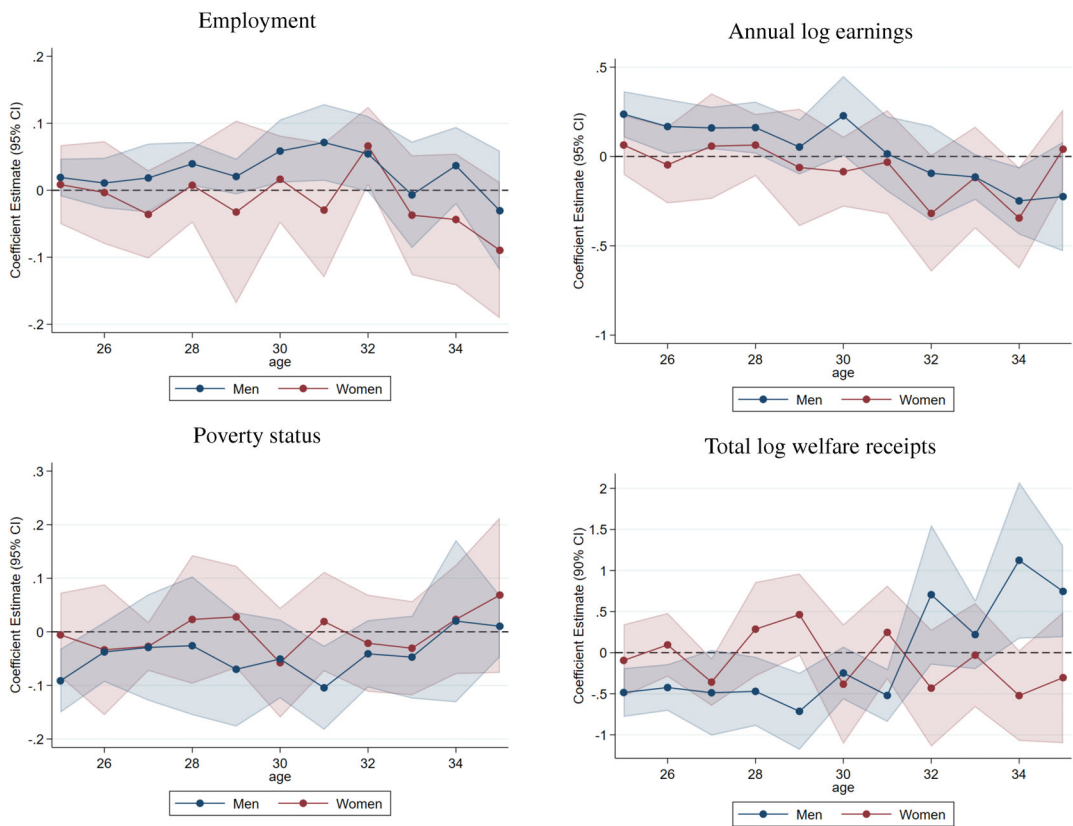 Employment
Coefficient Estimate (95% CI)
.2
.1
0
-.1
-.2
26 28 30 32 34
age
Men Women
Annual log earnings
Coefficient Estimate (95% CI)
.5
0
-.5
-1
26 28 30 32 34
age
Men Women
Poverty status
Coefficient Estimate (95% CI)
.3
.2
.1
0
-.1
-.2
26 28 30 32 34
age
Men Women
Total log welfare receipts
Coefficient Estimate (90% CI)
2
1.5
1
.5
0
-.5
-1
26 28 30 32 34
age
Men Women